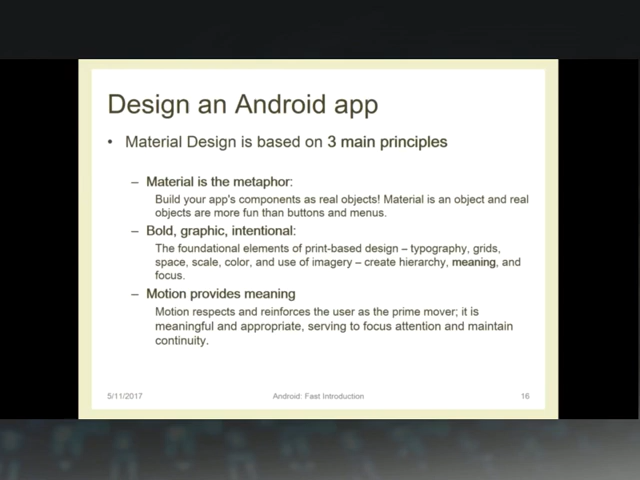 Design an Android app
• Material Design is based on 3 main principles
– Material is the metaphor:
Build your app's components as real objects! Material is an object and real
objects are more fun than buttons and menus.
– Bold, graphic, intentional:
The foundational elements of print-based design – typography, grids,
space, scale, color, and use of imagery – create hierarchy, meaning, and
focus.
– Motion provides meaning
Motion respects and reinforces the user as the prime mover; it is
meaningful and appropriate, serving to focus attention and maintain
continuity.
5/11/2017 Android: Fast Introduction 16